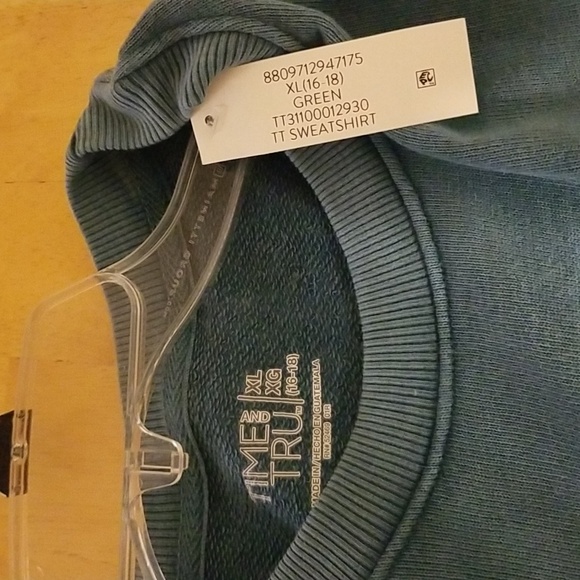 8809712947175
XL(16-18)
GREEN
TT31100012930
TT SWEATSHIRT
TIME
AND
TRU
XL
XG
(16-18)
MADE IN / HECHO EN GUATEMALA